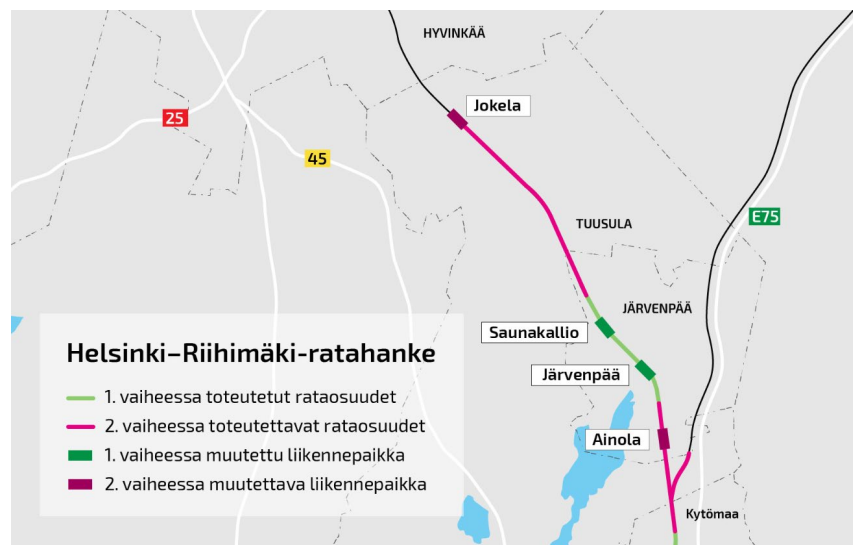 HYVINKÄÄ
Jokela
25
45
E75
TUUSULA
JÄRVENPÄÄ
Saunakallio
Järvenpää
Ainola
Kytömaa
Helsinki–Riihimäki-ratahanke
1. vaiheessa toteutetut rataosuudet
2. vaiheessa toteutettavat rataosuudet
1. vaiheessa muutettu liikennepaikka
2. vaiheessa muutettava liikennepaikka